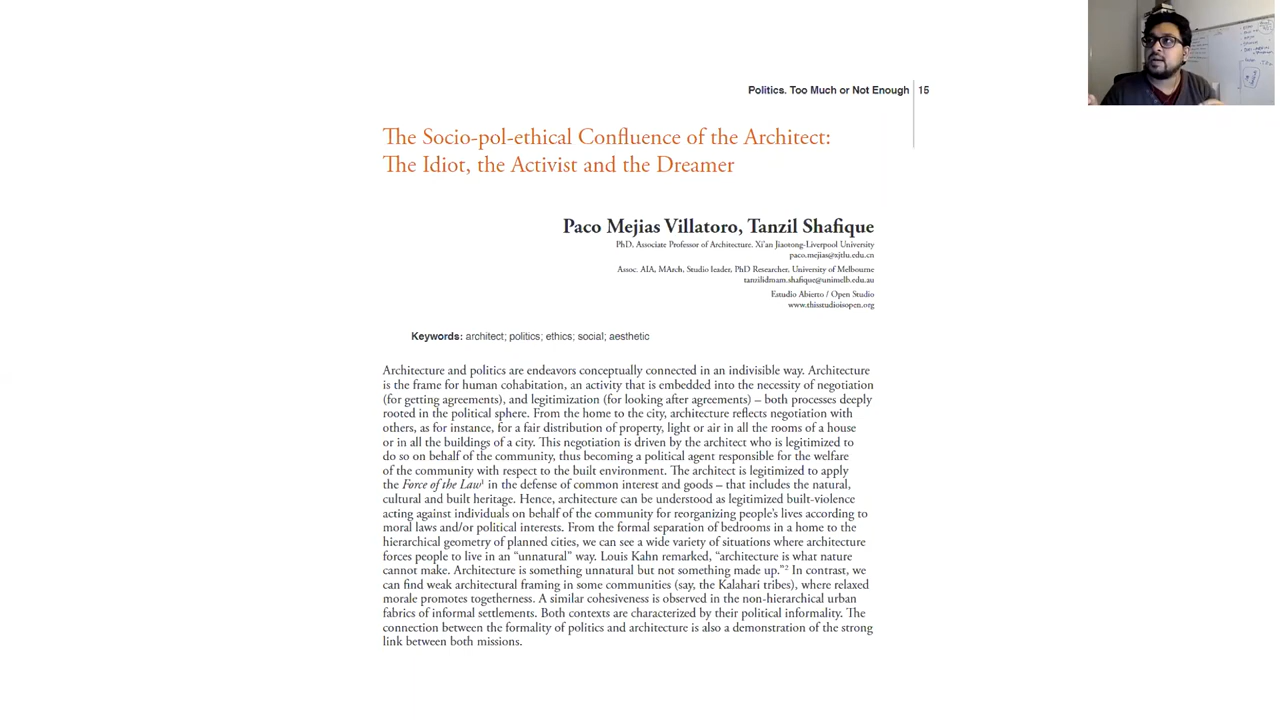 Politics. Too Much or Not Enough 15
The Socio-pol-ethical Confluence of the Architect:
The Idiot, the Activist and the Dreamer
Paco Mejias Villatoro, Tanzil Shafique
PhD, Associate Professor of Architecture. Xi'an Jiaotong-Liverpool University
paco.mejias@xjtlu.edu.cn
Assoc. AIA, MArch, Studio leader, PhD Researcher, University of Melbourne
tanzilidmam.shafique@unimelb.edu.au
Estudio Abierto / Open Studio
www.thisstudioisopen.org
Keywords: architect; politics; ethics; social; aesthetic
Architecture and politics are endeavors conceptually connected in an indivisible way. Architecture
is the frame for human cohabitation, an activity that is embedded into the necessity of negotiation
(for getting agreements), and legitimization (for looking after agreements) – both processes deeply
rooted in the political sphere. From the home to the city, architecture reflects negotiation with
others, as for instance, for a fair distribution of property, light or air in all the rooms of a house
or in all the buildings of a city. This negotiation is driven by the architect who is legitimized to
do so on behalf of the community, thus becoming a political agent responsible for the welfare
of the community with respect to the built environment. The architect is legitimized to apply
the Force of the Law¹ in the defense of common interest and goods – that includes the natural,
cultural and built heritage. Hence, architecture can be understood as legitimized built-violence
acting against individuals on behalf of the community for reorganizing people's lives according to
moral laws and/or political interests. From the formal separation of bedrooms in a home to the
hierarchical geometry of planned cities, we can see a wide variety of situations where architecture
forces people to live in an "unnatural" way. Louis Kahn remarked, "architecture is what nature
cannot make. Architecture is something unnatural but not something made up."² In contrast, we
can find weak architectural framing in some communities (say, the Kalahari tribes), where relaxed
morale promotes togetherness. A similar cohesiveness is observed in the non-hierarchical urban
fabrics of informal settlements. Both contexts are characterized by their political informality. The
connection between the formality of politics and architecture is also a demonstration of the strong
link between both missions.